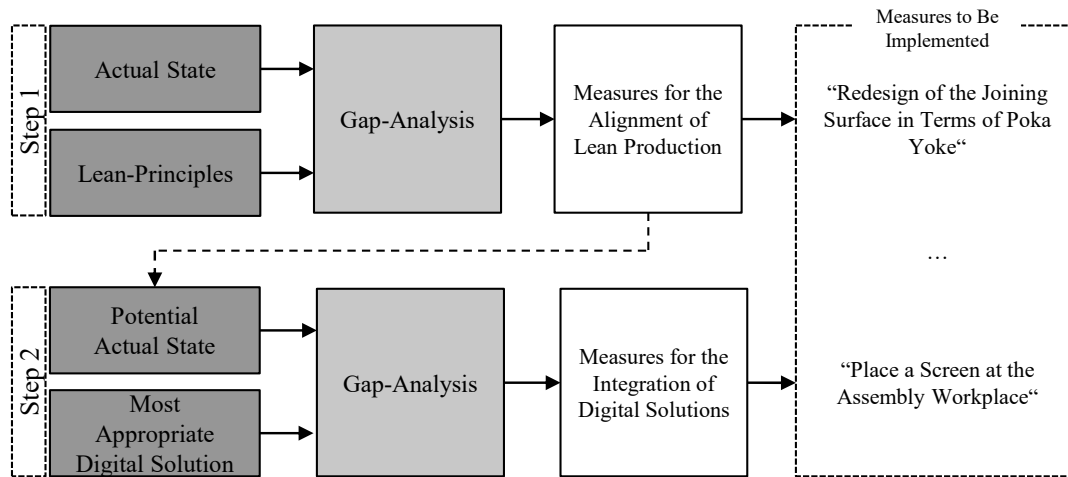 Step 1
Actual State
Lean-Principles
Gap-Analysis
Measures for the
Alignment of
Lean Production
Measures to Be
Implemented
“Redesign of the Joining
Surface in Terms of Poka
Yoke“
…
“Place a Screen at the
Assembly Workplace“
Step 2
Potential
Actual State
Most
Appropriate
Digital Solution
Gap-Analysis
Measures for the
Integration of
Digital Solutions